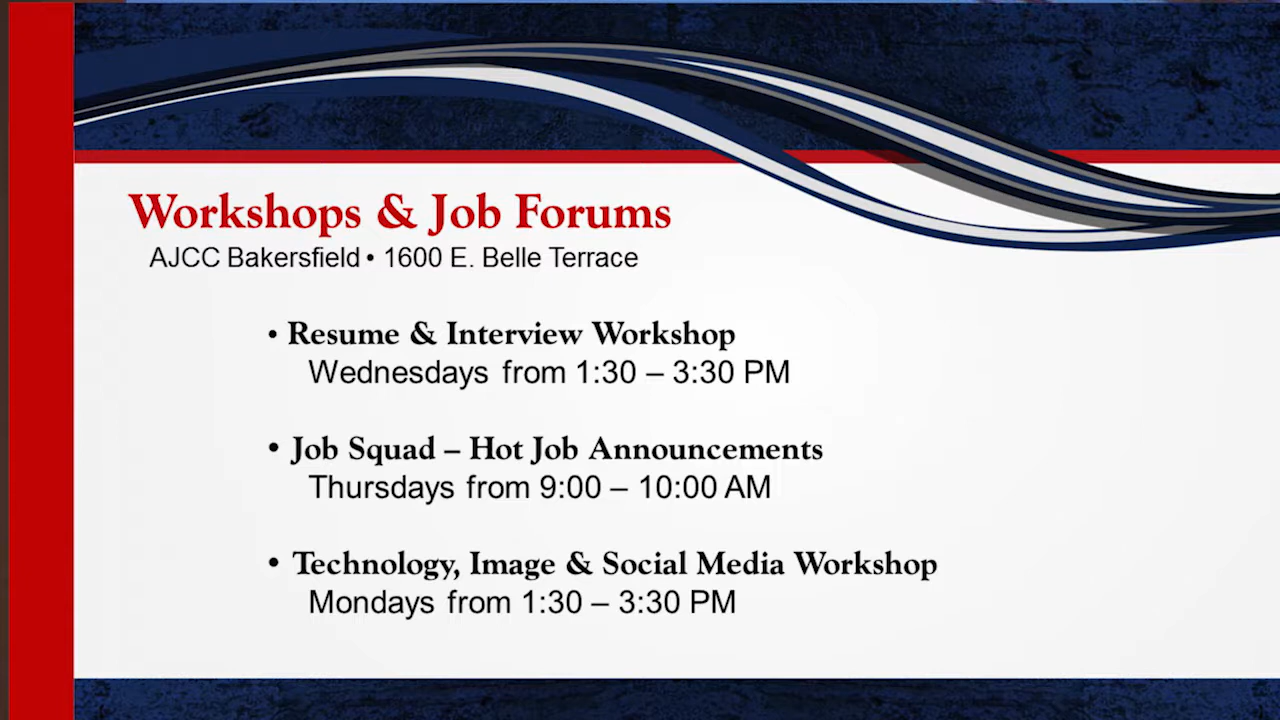 Workshops & Job Forums
AJCC Bakersfield • 1600 E. Belle Terrace
• Resume & Interview Workshop
Wednesdays from 1:30 – 3:30 PM
• Job Squad – Hot Job Announcements
Thursdays from 9:00 – 10:00 AM
• Technology, Image & Social Media Workshop
Mondays from 1:30 – 3:30 PM